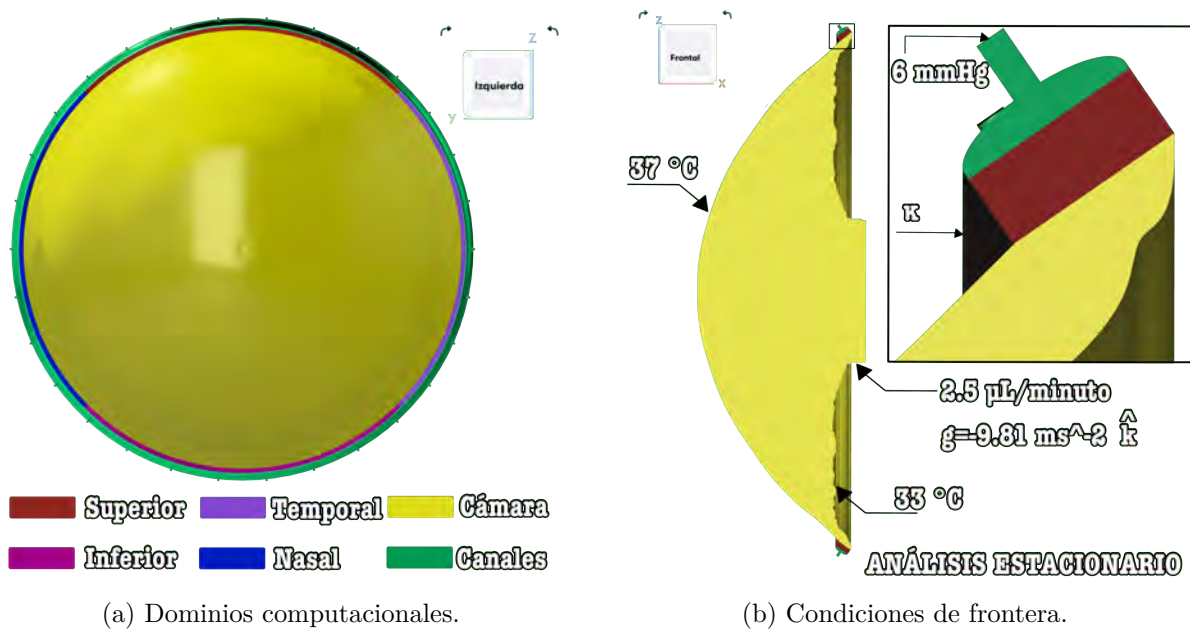 Z
Izquierda
Y
Superior
Temporal
Cámara
Inferior
Nasal
Canales
(a) Dominios computacionales.
Z
Frontal
X
6 mmHg
37 °C
K
2.5 µL/minuto
g=-9.81 ms^-2 k̂
33 °C
ANÁLISIS ESTACIONARIO
(b) Condiciones de frontera.